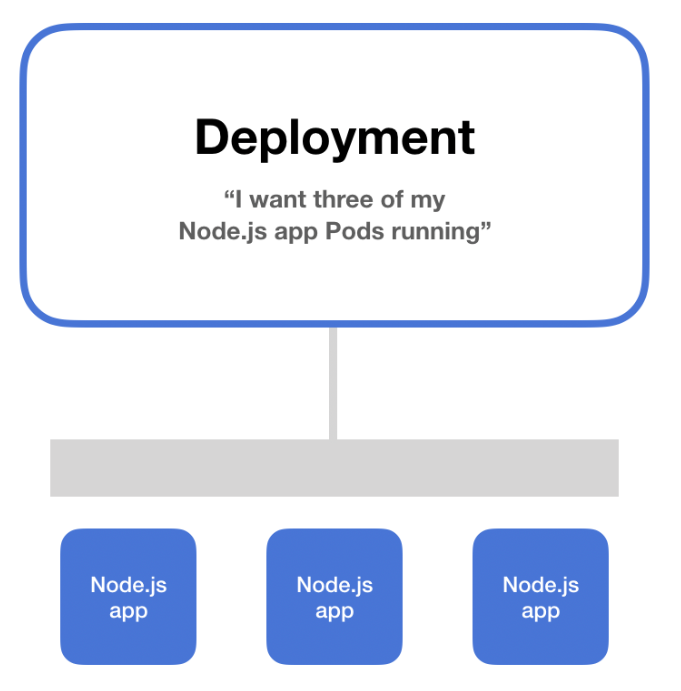 Deployment
“I want three of my
Node.js app Pods running”
Node.js
app
Node.js
app
Node.js
app